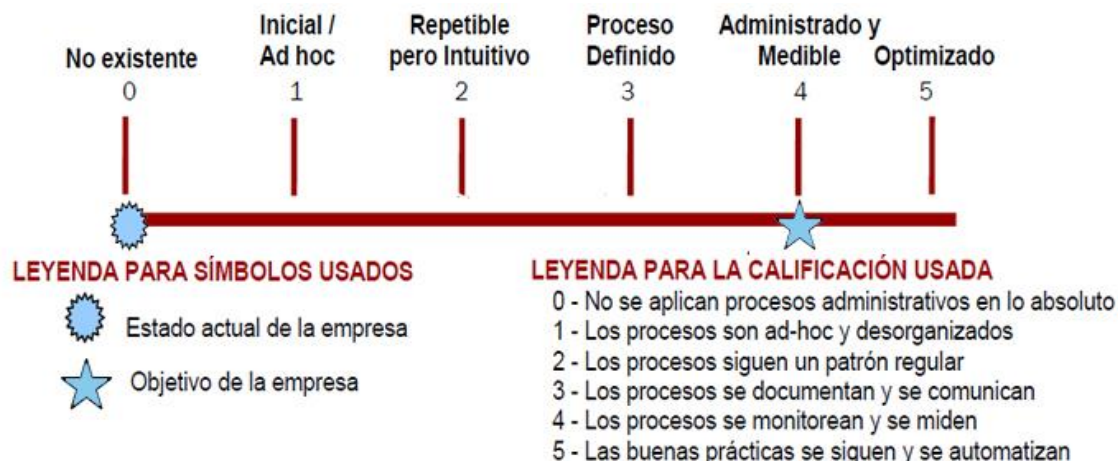 No existente
0
Inicial /
Ad hoc
1
Repetible
pero Intuitivo
2
Proceso
Definido
3
Administrado y
Medible
4
Optimizado
5
LEYENDA PARA SÍMBOLOS USADOS
Estado actual de la empresa
Objetivo de la empresa
LEYENDA PARA LA CALIFICACIÓN USADA
0 - No se aplican procesos administrativos en lo absoluto
1 - Los procesos son ad-hoc y desorganizados
2 - Los procesos siguen un patrón regular
3 - Los procesos se documentan y se comunican
4 - Los procesos se monitorean y se miden
5 - Las buenas prácticas se siguen y se automatizan